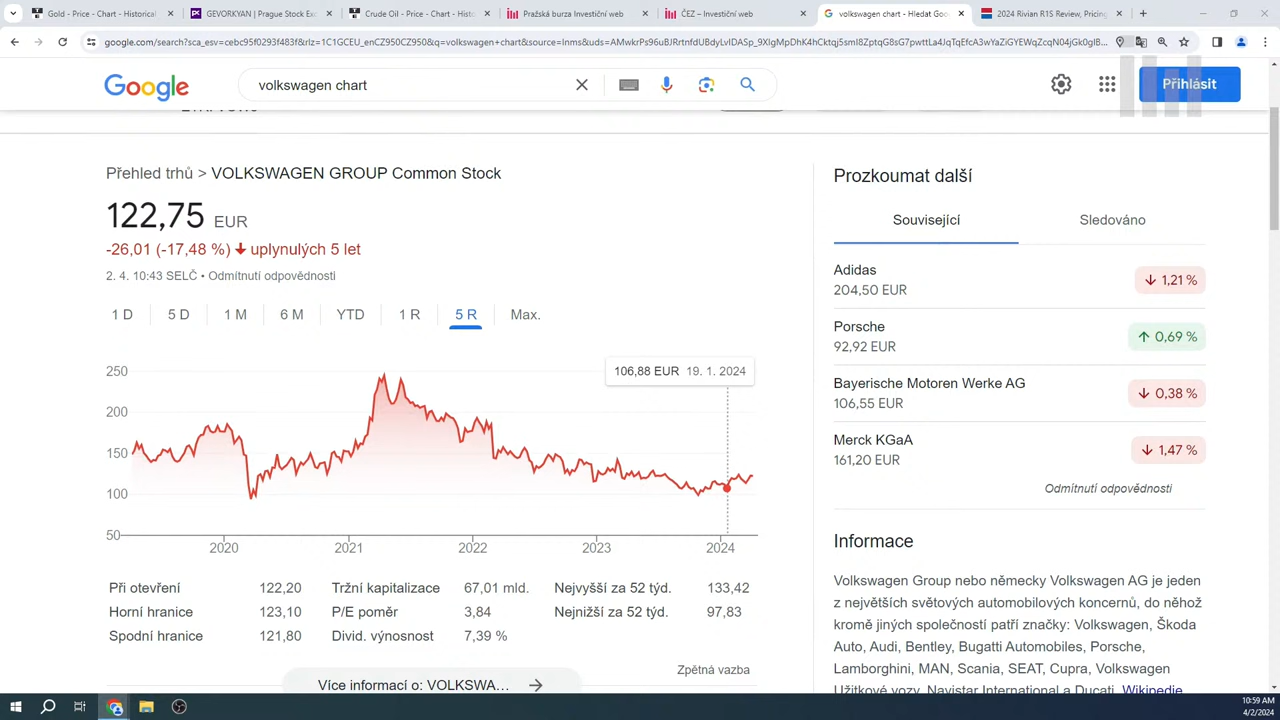 Gold - Price - Chart - Historical
GEVORKYAN | Prague Stock Ex
Crude Oil - Price - Chart - Hist
Pražská burza Investiční web
ČEZ – Investiční web
volkswagen chart - Hledat Goo
2024 Rivian R1S Review, Pricing
Google
volkswagen chart
Přihlásit
Přehled trhů > VOLKSWAGEN GROUP Common Stock
122,75 EUR
-26,01 (-17,48 %) uplynulých 5 let
2. 4. 10:43 SELČ • Odmítnutí odpovědnosti
1 D 5 D 1 M 6 M YTD 1 R 5 R Max.
106,88 EUR 19. 1. 2024
250
200
150
100
50
2020 2021 2022 2023 2024
Při otevření 122,20 Tržní kapitalizace 67,01 mld. Nejvyšší za 52 týd. 133,42
Horní hranice 123,10 P/E poměr 3,84 Nejnižší za 52 týd. 97,83
Spodní hranice 121,80 Divid. výnosnost 7,39 %
Zpětná vazba
Více informací o: VOLKSWA...
Prozkoumat další
Související Sledováno
Adidas
204,50 EUR
1,21 %
Porsche
92,92 EUR
0,69 %
Bayerische Motoren Werke AG
106,55 EUR
0,38 %
Merck KGaA
161,20 EUR
1,47 %
Odmítnutí odpovědnosti
Informace
Volkswagen Group nebo německy Volkswagen AG je jeden
z největších světových automobilových koncernů, do něhož
kromě jiných společností patří značky: Volkswagen, Škoda
Auto, Audi, Bentley, Bugatti Automobiles, Porsche,
Lamborghini, MAN, Scania, SEAT, Cupra, Volkswagen
Užitkové vozy, Navistar International a Ducati. Wikipedie
10:59 AM
4/2/2024